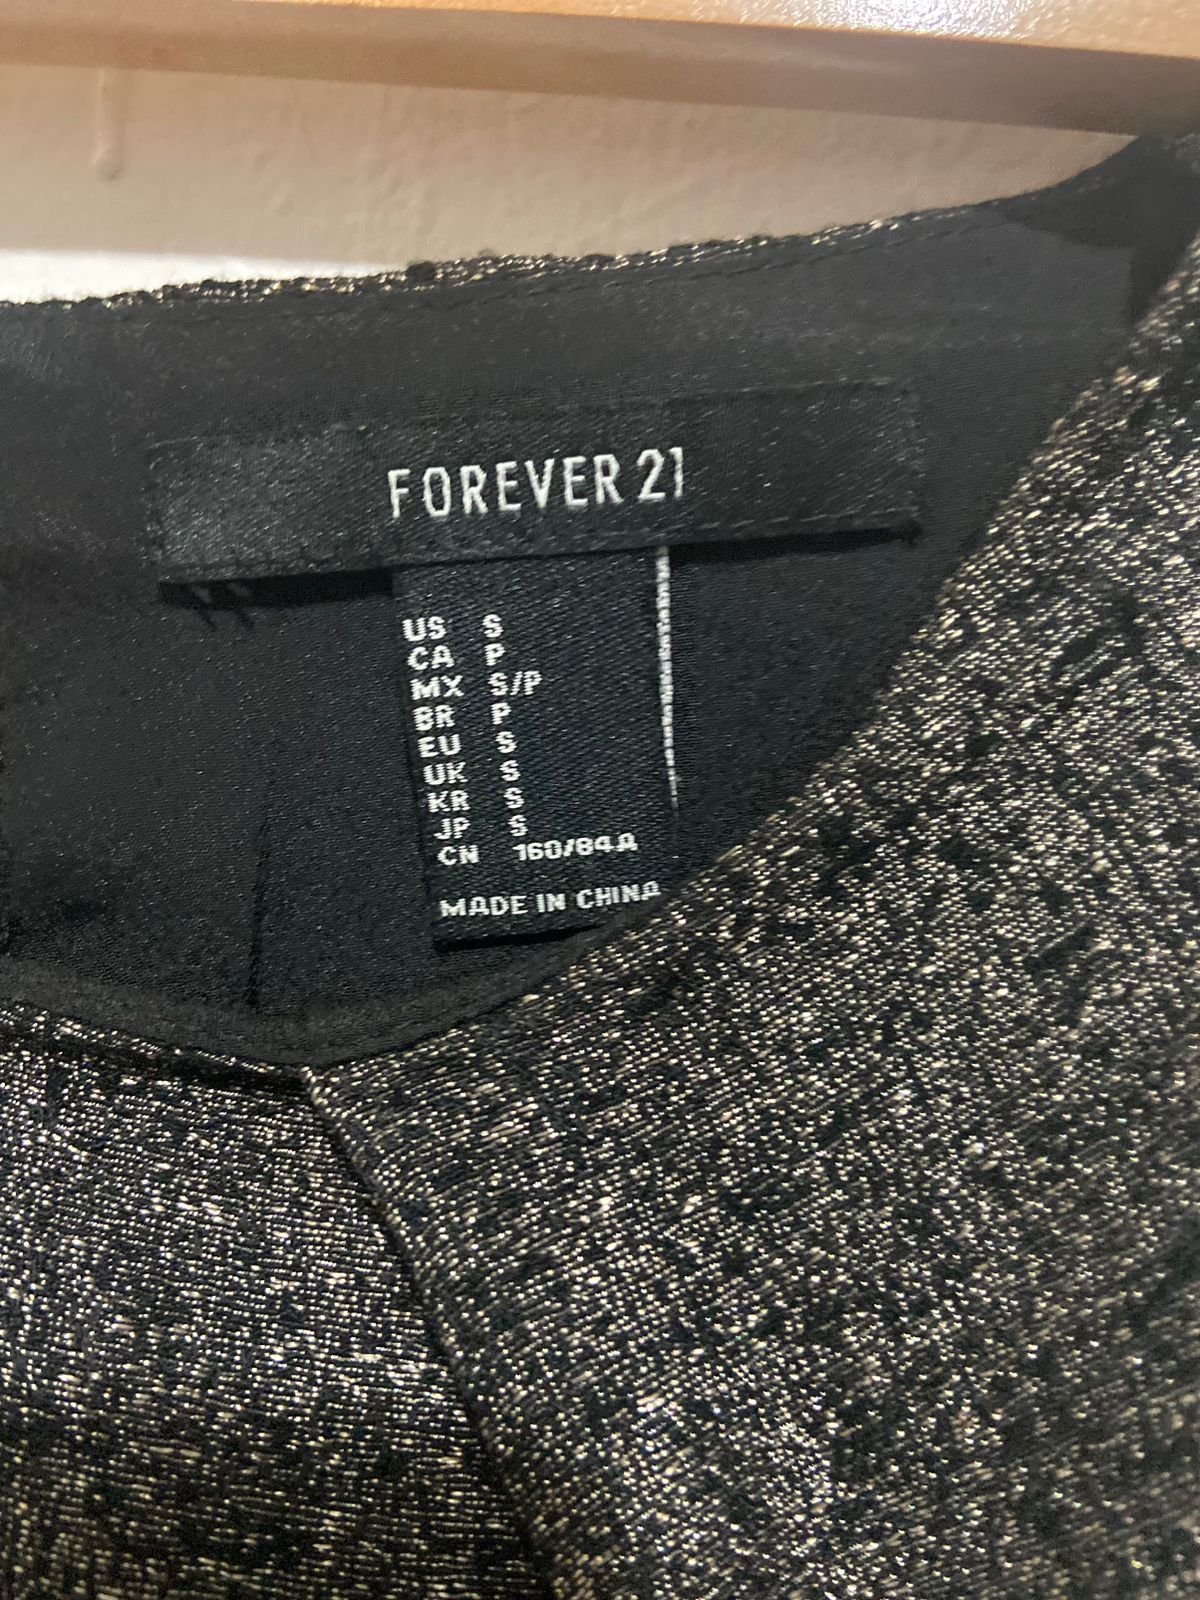 FOREVER 21
US S
CA P
MX S/P
BR P
EU S
UK S
KR S
JP S
CN 160/84A
MADE IN CHINA